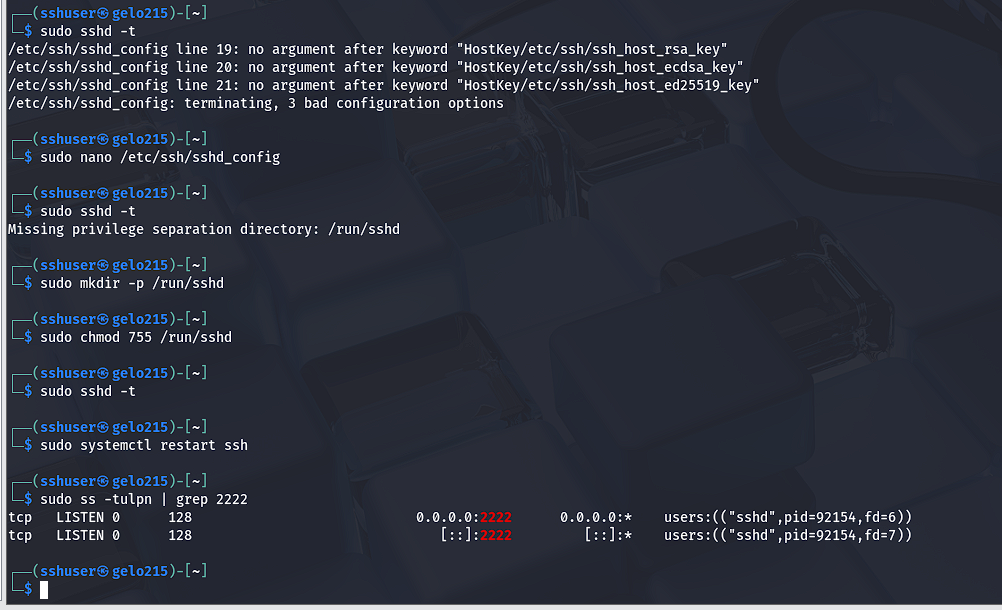 ┌──(sshuser㉿gelo215)-[~]
└─$ sudo sshd -t
/etc/ssh/sshd_config line 19: no argument after keyword "HostKey/etc/ssh/ssh_host_rsa_key"
/etc/ssh/sshd_config line 20: no argument after keyword "HostKey/etc/ssh/ssh_host_ecdsa_key"
/etc/ssh/sshd_config line 21: no argument after keyword "HostKey/etc/ssh/ssh_host_ed25519_key"
/etc/ssh/sshd_config: terminating, 3 bad configuration options
┌──(sshuser㉿gelo215)-[~]
└─$ sudo nano /etc/ssh/sshd_config
┌──(sshuser㉿gelo215)-[~]
└─$ sudo sshd -t
Missing privilege separation directory: /run/sshd
┌──(sshuser㉿gelo215)-[~]
└─$ sudo mkdir -p /run/sshd
┌──(sshuser㉿gelo215)-[~]
└─$ sudo chmod 755 /run/sshd
┌──(sshuser㉿gelo215)-[~]
└─$ sudo sshd -t
┌──(sshuser㉿gelo215)-[~]
└─$ sudo systemctl restart ssh
┌──(sshuser㉿gelo215)-[~]
└─$ sudo ss -tulpn | grep 2222
tcp   LISTEN 0      128                            0.0.0.0:2222      0.0.0.0:*    users:(("sshd",pid=92154,fd=6))
tcp   LISTEN 0      128                               [::]:2222         [::]:*    users:(("sshd",pid=92154,fd=7))
┌──(sshuser㉿gelo215)-[~]
└─$